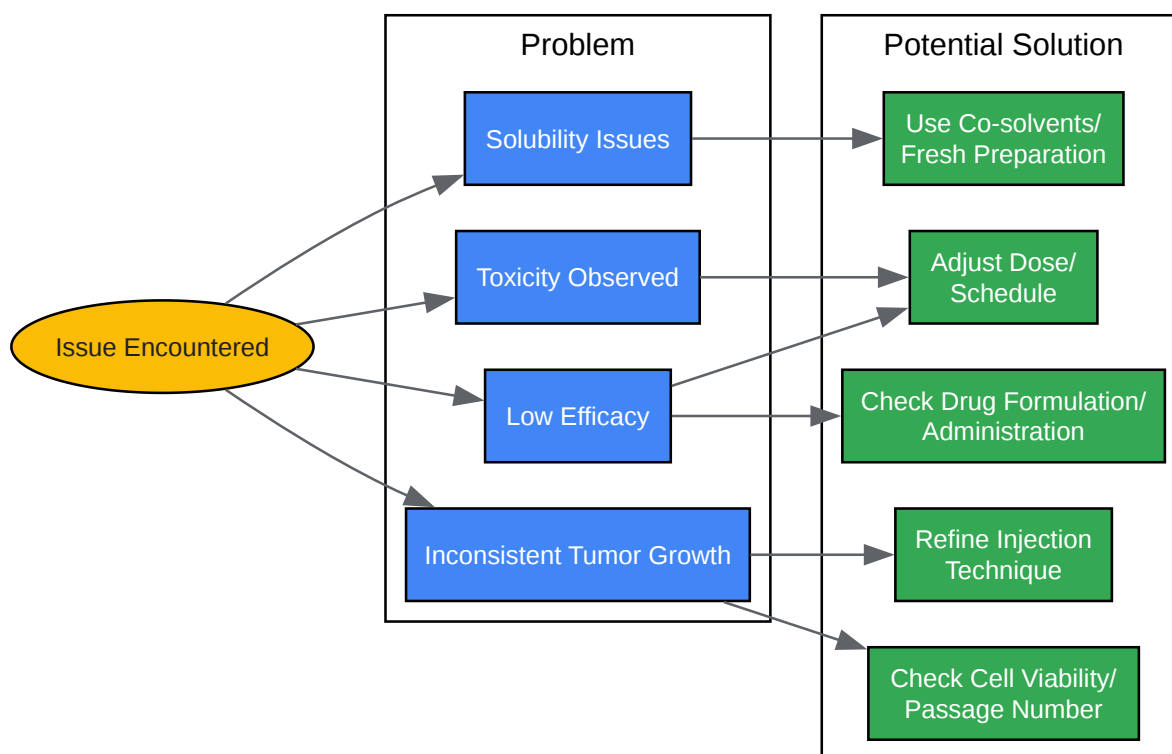 Problem
Potential Solution
Issue Encountered
Solubility Issues
Toxicity Observed
Low Efficacy
Inconsistent Tumor Growth
Use Co-solvents/
Fresh Preparation
Adjust Dose/
Schedule
Check Drug Formulation/
Administration
Refine Injection
Technique
Check Cell Viability/
Passage Number